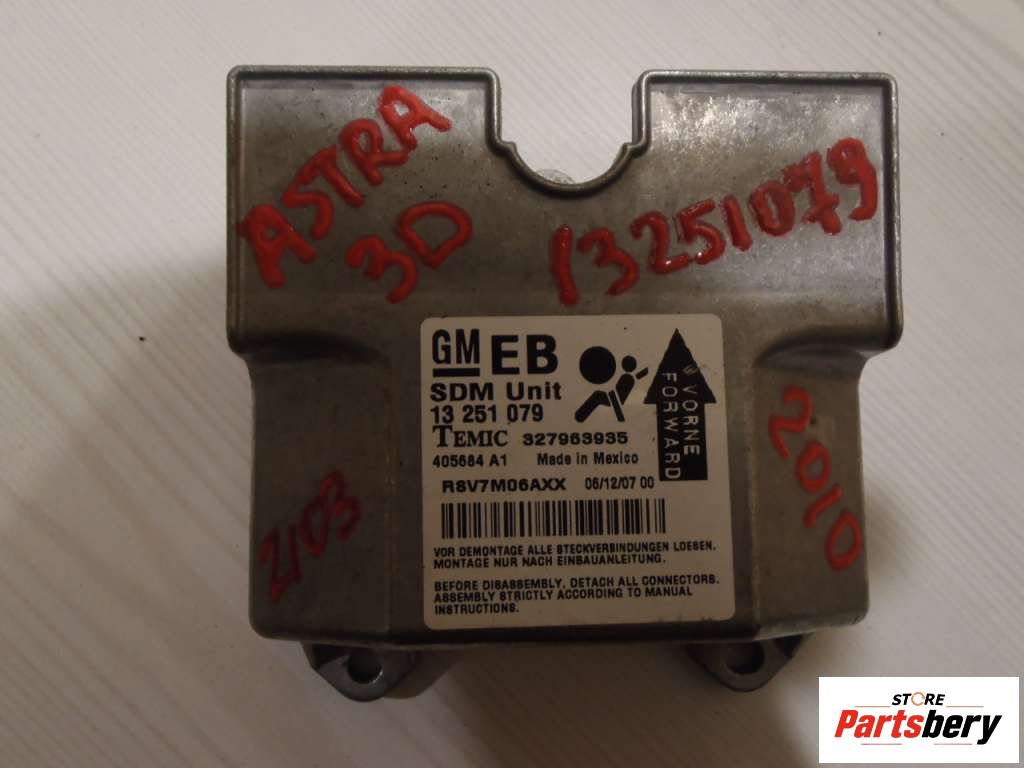 ASTRA
3D
13251079
GM EB
SDM Unit
13 251 079
TEMIC 327963935
405684 A1 Made in Mexico
R8V7M06AXX 06/12/07 00
VORNE
FORWARD
VOR DEMONTAGE ALLE STECKVERBINDUNGEN LOESEN.
MONTAGE NUR NACH EINBAUANLEITUNG.
BEFORE DISASSEMBLY, DETACH ALL CONNECTORS.
ASSEMBLY STRICTLY ACCORDING TO MANUAL
INSTRUCTIONS.
2103
2010
STORE
Partsbery